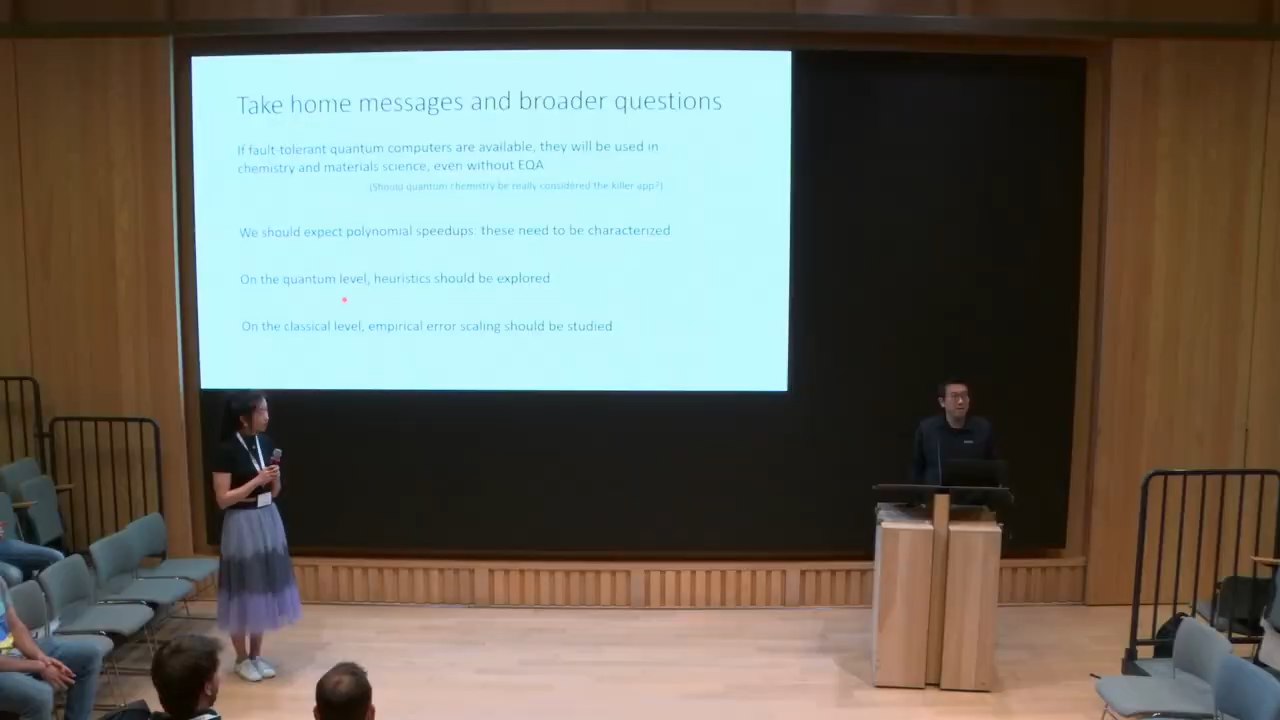 Take home messages and broader questions
If fault-tolerant quantum computers are available, they will be used in
chemistry and materials science, even without EQA
(Should quantum chemistry be really considered the killer app?)
We should expect polynomial speedups: these need to be characterized
On the quantum level, heuristics should be explored
On the classical level, empirical error scaling should be studied